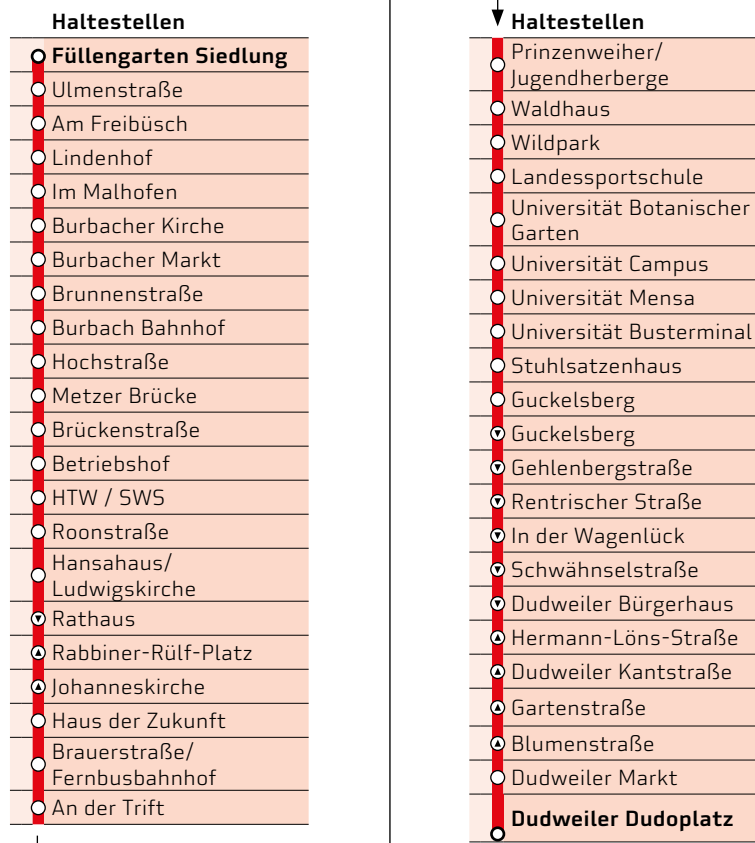 Haltestellen
Füllengarten Siedlung
Ulmenstraße
Am Freibüsch
Lindenhof
Im Malhofen
Burbacher Kirche
Burbacher Markt
Brunnenstraße
Burbach Bahnhof
Hochstraße
Metzer Brücke
Brückenstraße
Betriebshof
HTW / SWS
Roonstraße
Hansahaus/
Ludwigskirche
Rathaus
Rabbiner-Rülf-Platz
Johanneskirche
Haus der Zukunft
Brauerstraße/
Fernbusbahnhof
An der Trift
Haltestellen
Prinzenweiher/
Jugendherberge
Waldhaus
Wildpark
Landessportschule
Universität Botanischer
Garten
Universität Campus
Universität Mensa
Universität Busterminal
Stuhlsatzenhaus
Guckelsberg
Guckelsberg
Gehlenbergstraße
Rentrischer Straße
In der Wagenlück
Schwähnselstraße
Dudweiler Bürgerhaus
Hermann-Löns-Straße
Dudweiler Kantstraße
Gartenstraße
Blumenstraße
Dudweiler Markt
Dudweiler Dudoplatz